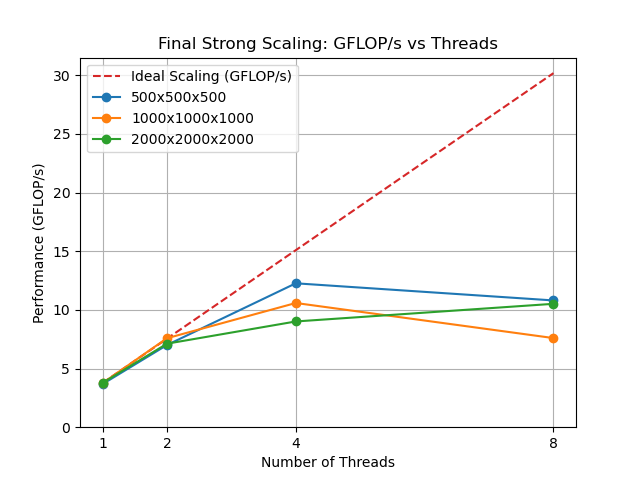 Final Strong Scaling: GFLOP/s vs Threads
Ideal Scaling (GFLOP/s)
500x500x500
1000x1000x1000
2000x2000x2000
Performance (GFLOP/s)
30
25
20
15
10
5
0
1 2 4 8
Number of Threads